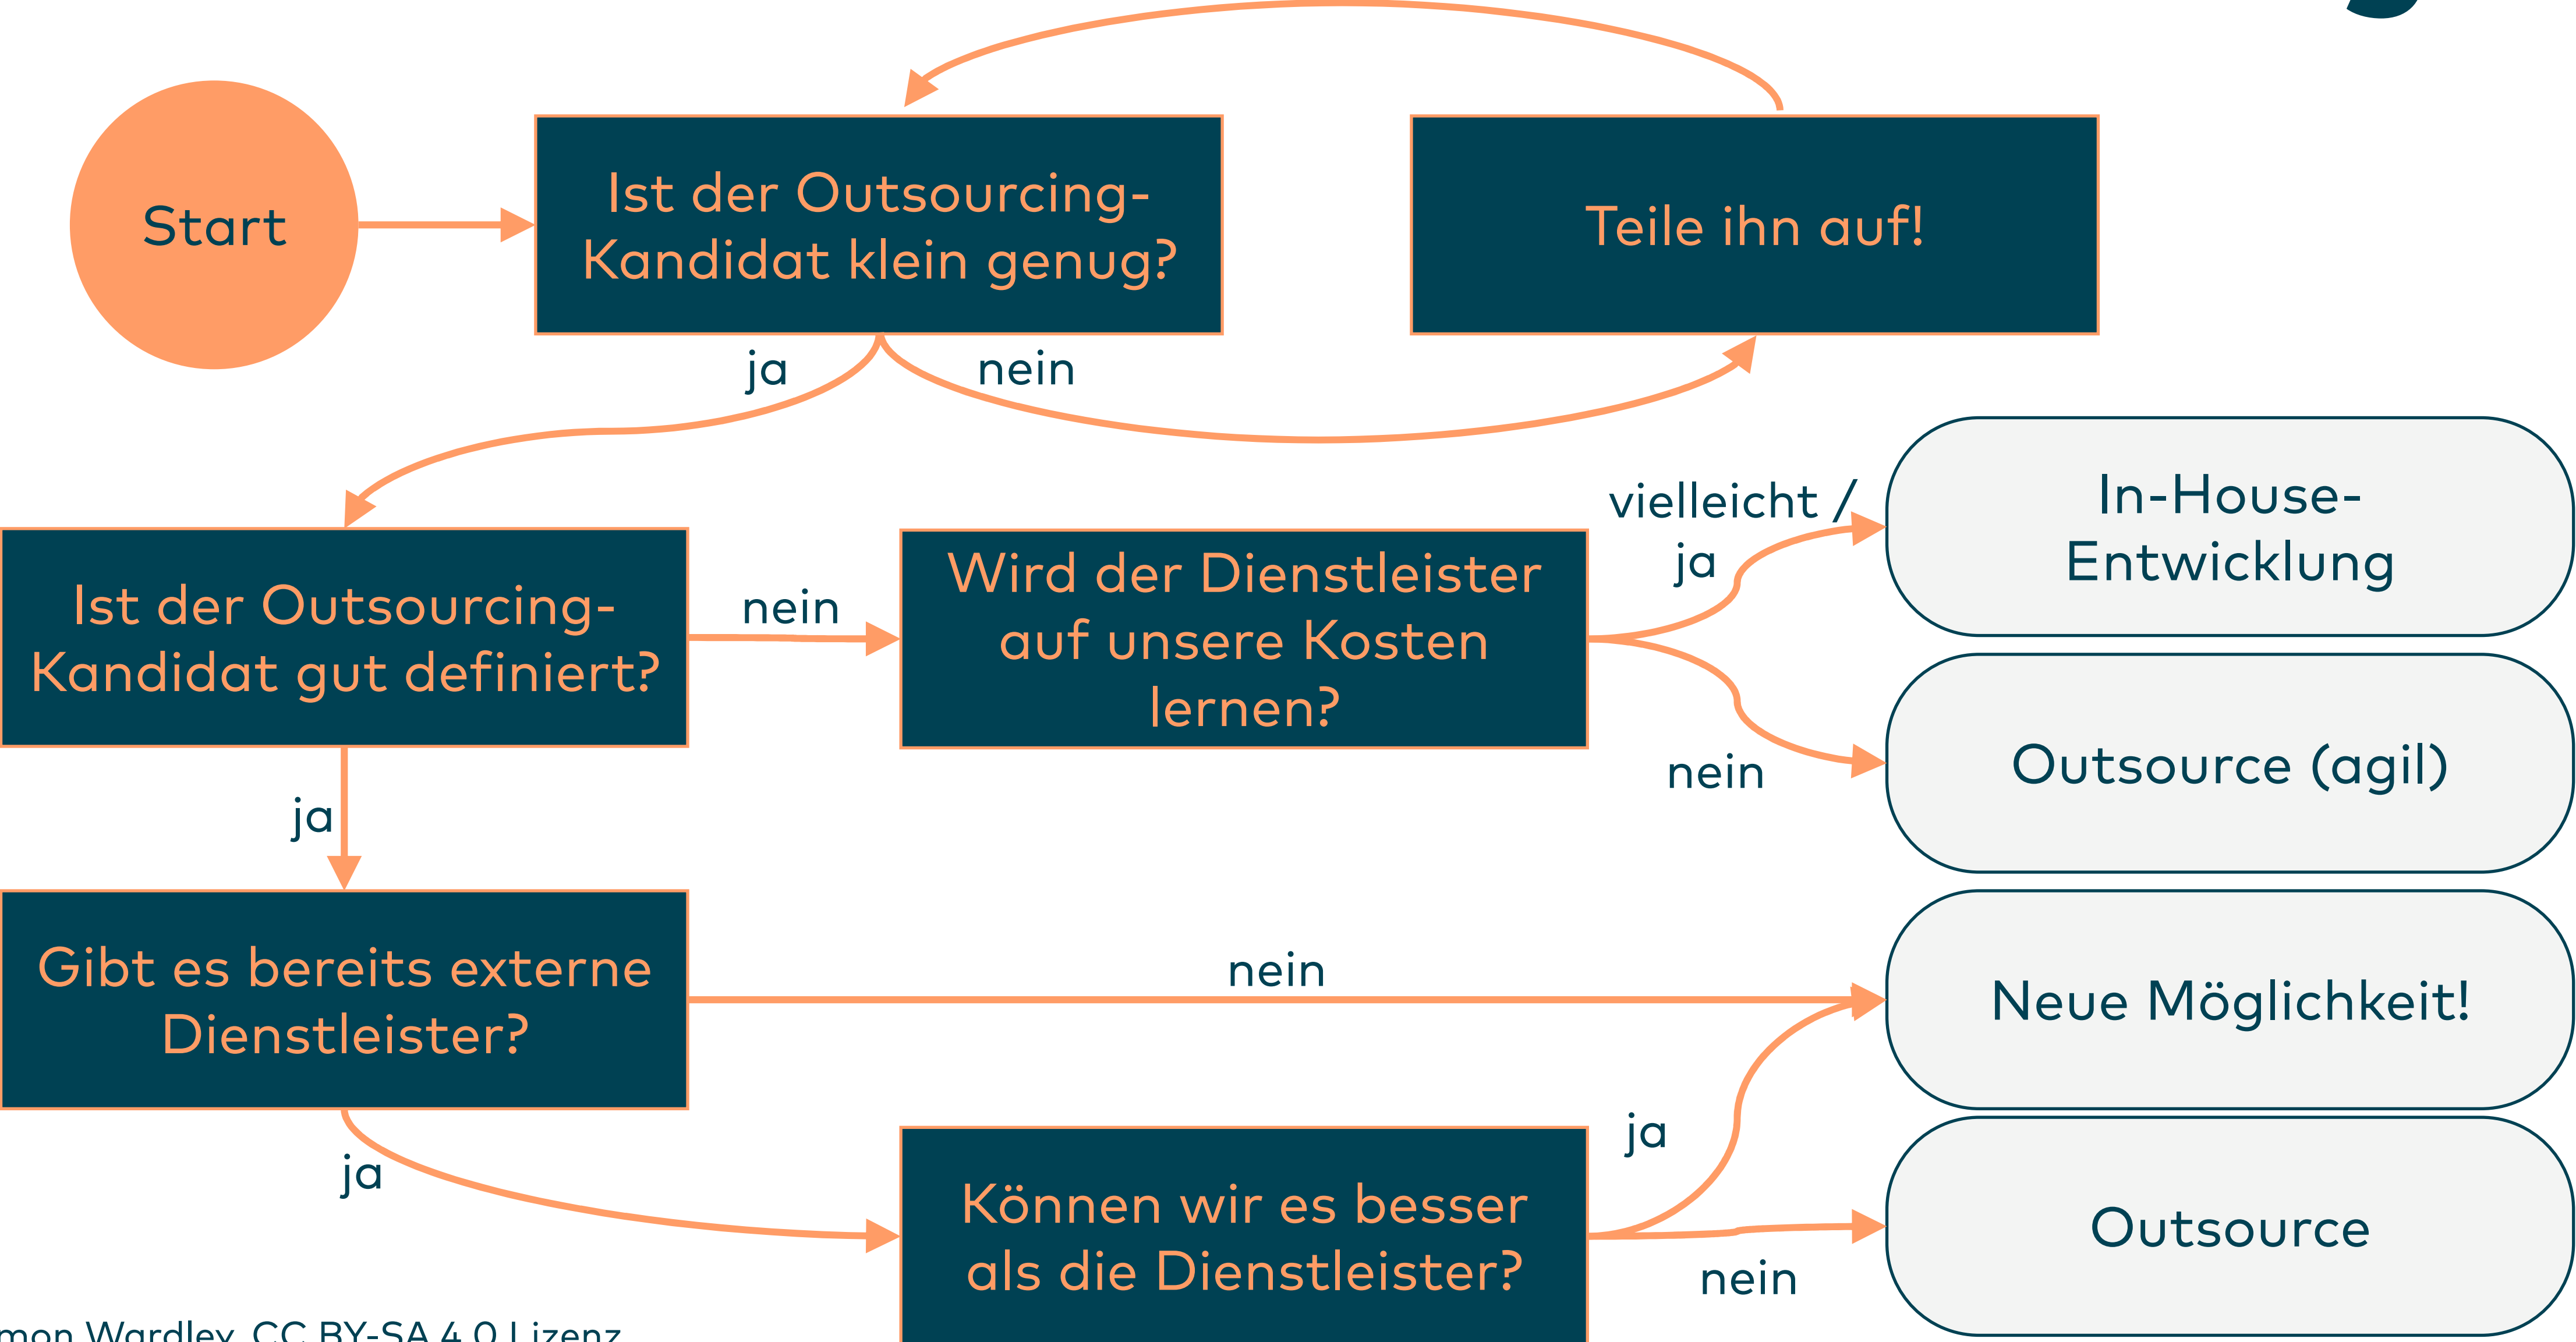 Start
Ist der Outsourcing-
Kandidat klein genug?
Teile ihn auf!
ja
nein
Ist der Outsourcing-
Kandidat gut definiert?
nein
Wird der Dienstleister
auf unsere Kosten
lernen?
vielleicht /
ja
In-House-
Entwicklung
nein
Outsource (agil)
ja
Gibt es bereits externe
Dienstleister?
nein
Neue Möglichkeit!
ja
Können wir es besser
als die Dienstleister?
ja
nein
Outsource
Wardley, CC BY-SA 4.0 Lizenz